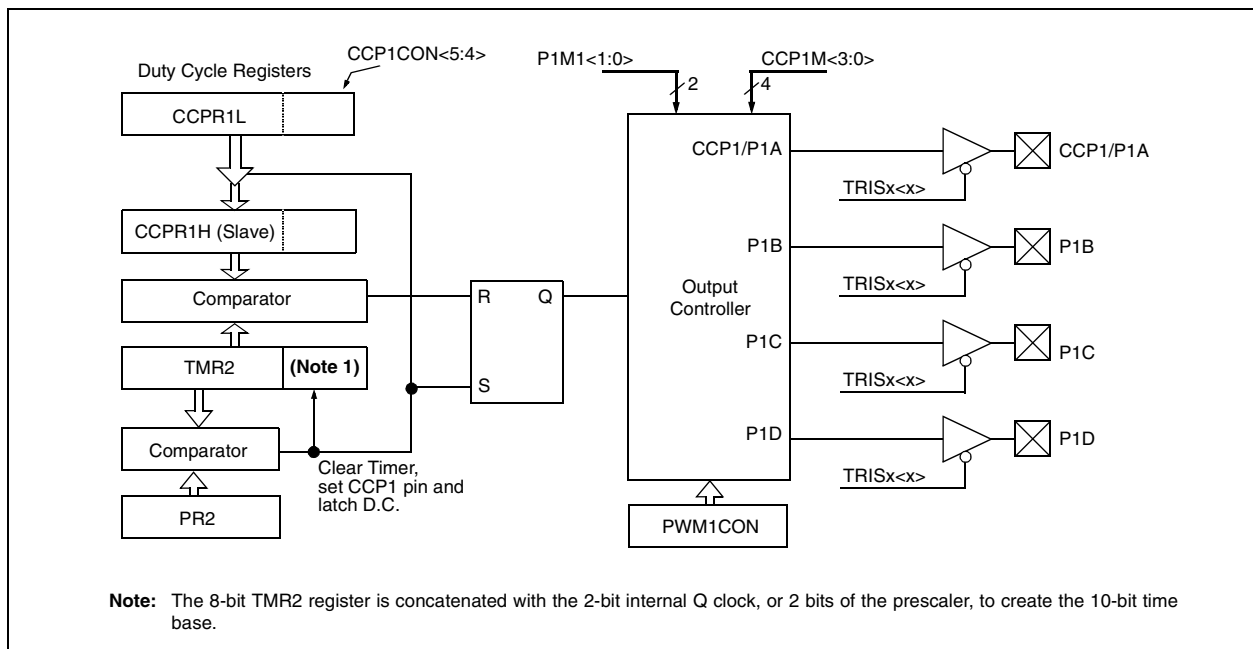 CCP1CON<5:4>
Duty Cycle Registers
CCPR1L
CCPR1H (Slave)
Comparator
TMR2
(Note 1)
Comparator
PR2
Clear Timer,
set CCP1 pin and
latch D.C.
R
Q
S
P1M1<1:0>
2
CCP1M<3:0>
4
Output
Controller
CCP1/P1A
P1B
P1C
P1D
PWM1CON
TRISx<x>
CCP1/P1A
TRISx<x>
P1B
TRISx<x>
P1C
TRISx<x>
P1D
Note: The 8-bit TMR2 register is concatenated with the 2-bit internal Q clock, or 2 bits of the prescaler, to create the 10-bit time
base.